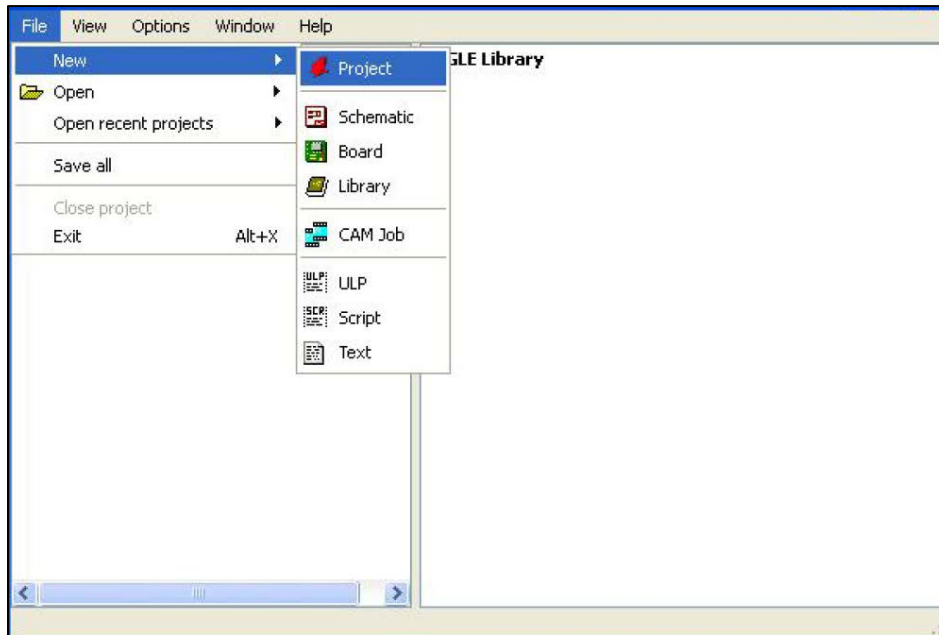 File View Options Window Help
New
Open
Open recent projects
Save all
Close project
Exit Alt+X
Project
Schematic
Board
Library
CAM Job
ULP
Script
Text
GLE Library